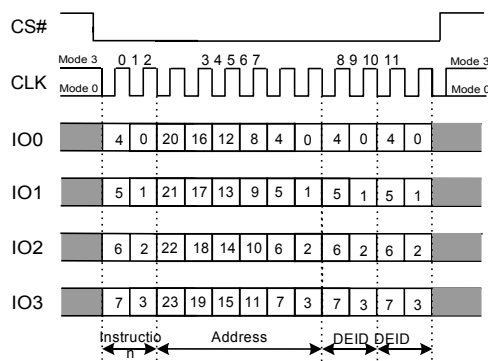 CS#
Mode 3 0 1 2 3 4 5 6 7 8 9 10 11 Mode 3
CLK Mode 0 Mode 0
IO0 4 0 20 16 12 8 4 0 4 0 4 0
IO1 5 1 21 17 13 9 5 1 5 1 5 1
IO2 6 2 22 18 14 10 6 2 6 2 6 2
IO3 7 3 23 19 15 11 7 3 7 3 7 3
Instructio Address DEID DEID
n